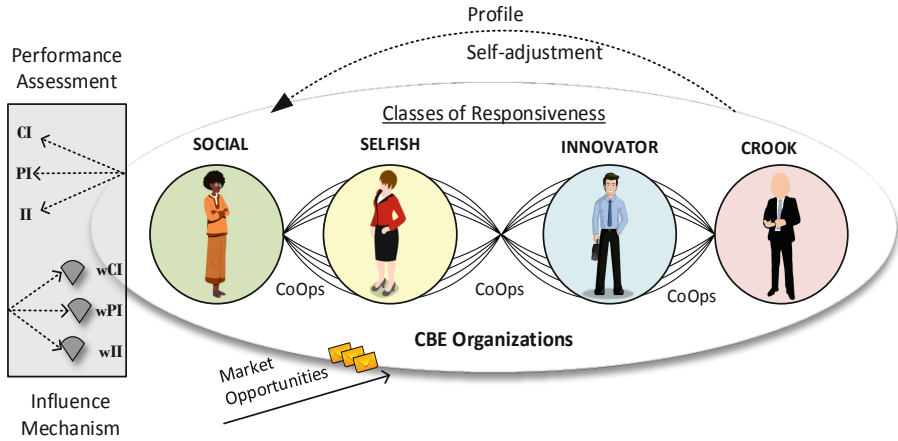 Profile
Self-adjustment
Performance
Assessment
CI
PI
II
wCI
wPI
wII
Influence
Mechanism
Classes of Responsiveness
SOCIAL
SELFISH
INNOVATOR
CROOK
CoOps
CoOps
CoOps
CBE Organizations
Market
Opportunities